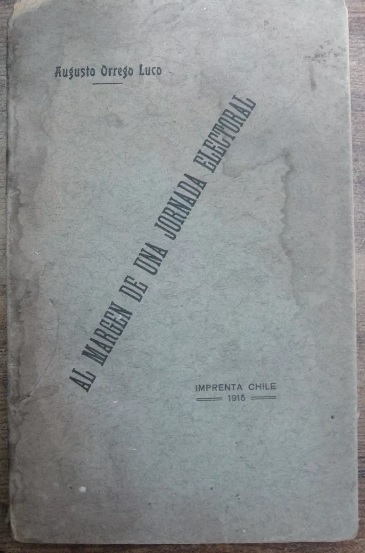 Augusto Orrego Luco
AL MARGEN DE UNA JORNADA ELECTORAL
IMPRENTA CHILE
1915